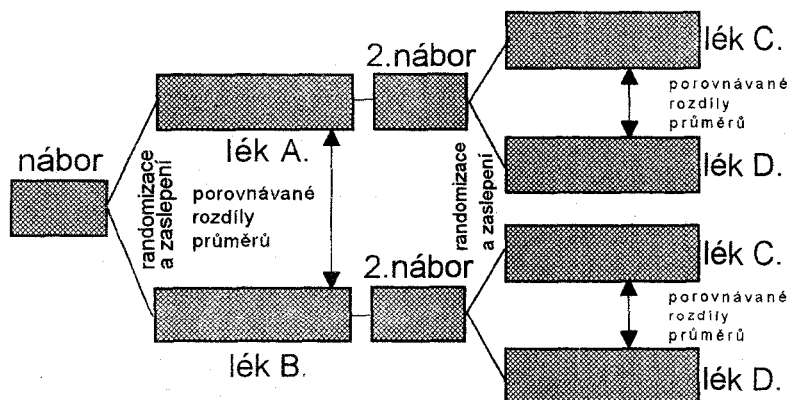 nábor
randomizace
a zaslepení
lék A.
porovnávané
rozdíly
průměrů
lék B.
2.nábor
2.nábor
randomizace
a zaslepení
lék C.
porovnávané
rozdíly
průměrů
lék D.
lék C.
porovnávané
rozdíly
průměrů
lék D.